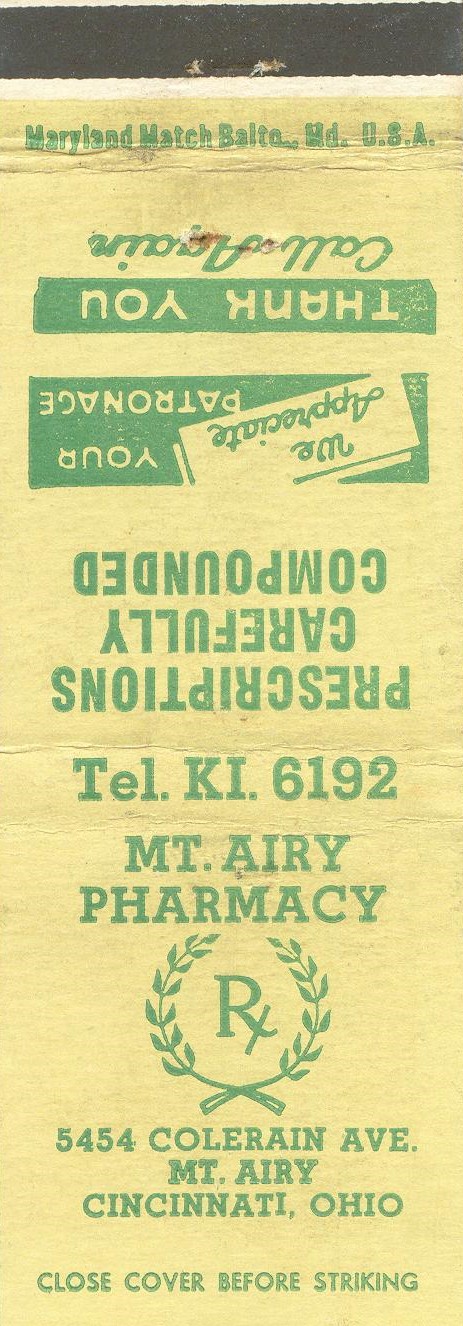 Maryland Match Balto., Md. U.S.A.
PRESCRIPTIONS
CAREFULLY
COMPOUNDED
We
Appreciate
YOUR
PATRONAGE
THANK YOU
Call Again
Tel. KI. 6192
MT. AIRY
PHARMACY
Rx
5454 COLERAIN AVE.
MT. AIRY
CINCINNATI, OHIO
CLOSE COVER BEFORE STRIKING